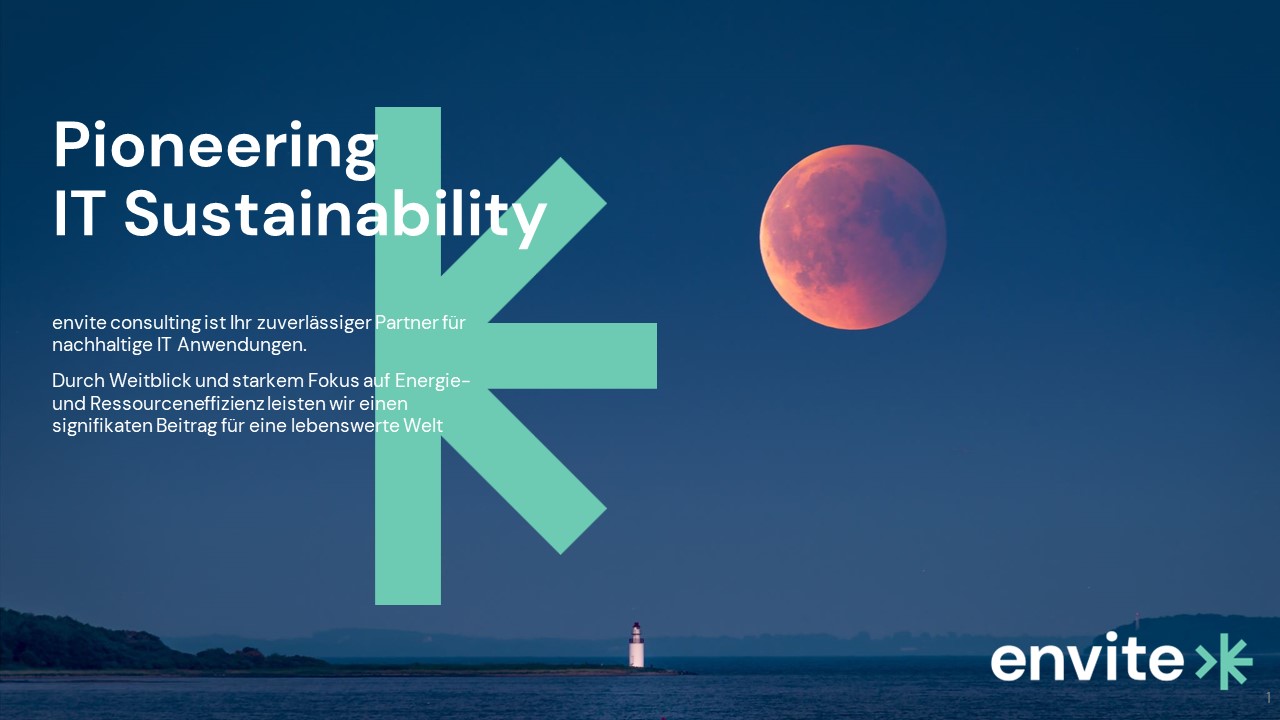 Pioneering
IT Sustainability
envite consulting ist Ihr zuverlässiger Partner für
nachhaltige IT Anwendungen.
Durch Weitblick und starkem Fokus auf Energie-
und Ressourceneffizienz leisten wir einen
signifikaten Beitrag für eine lebenswerte Welt
envite
1